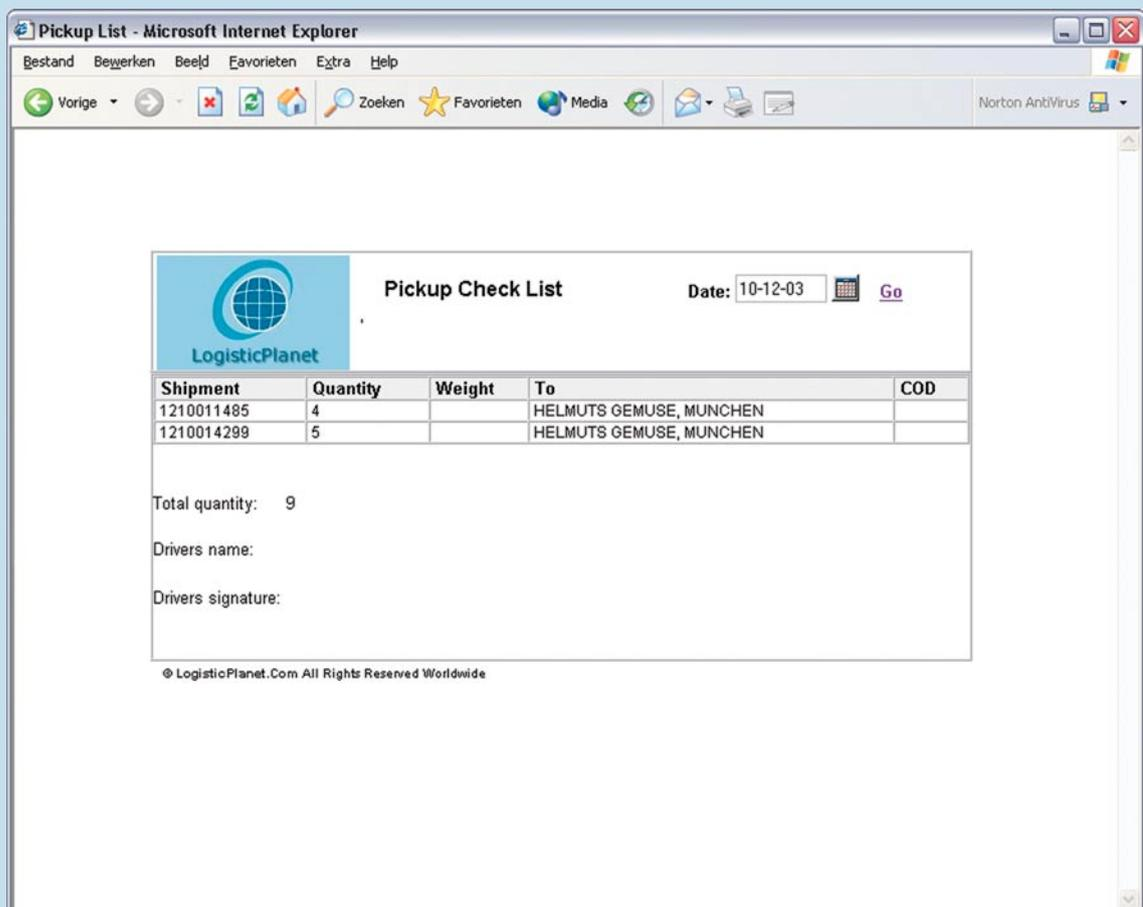 Pickup List - Microsoft Internet Explorer
Bestand Bewerken Beeld Favorieten Extra Help
Vorige Zoeken Favorieten Media Norton AntiVirus
Pickup Check List Date: 10-12-03 Go
LogisticPlanet
Shipment Quantity Weight To COD
1210011485 4 HELMUTS GEMUSE, MUNCHEN
1210014299 5 HELMUTS GEMUSE, MUNCHEN
Total quantity: 9
Drivers name:
Drivers signature:
© LogisticPlanet.Com All Rights Reserved Worldwide